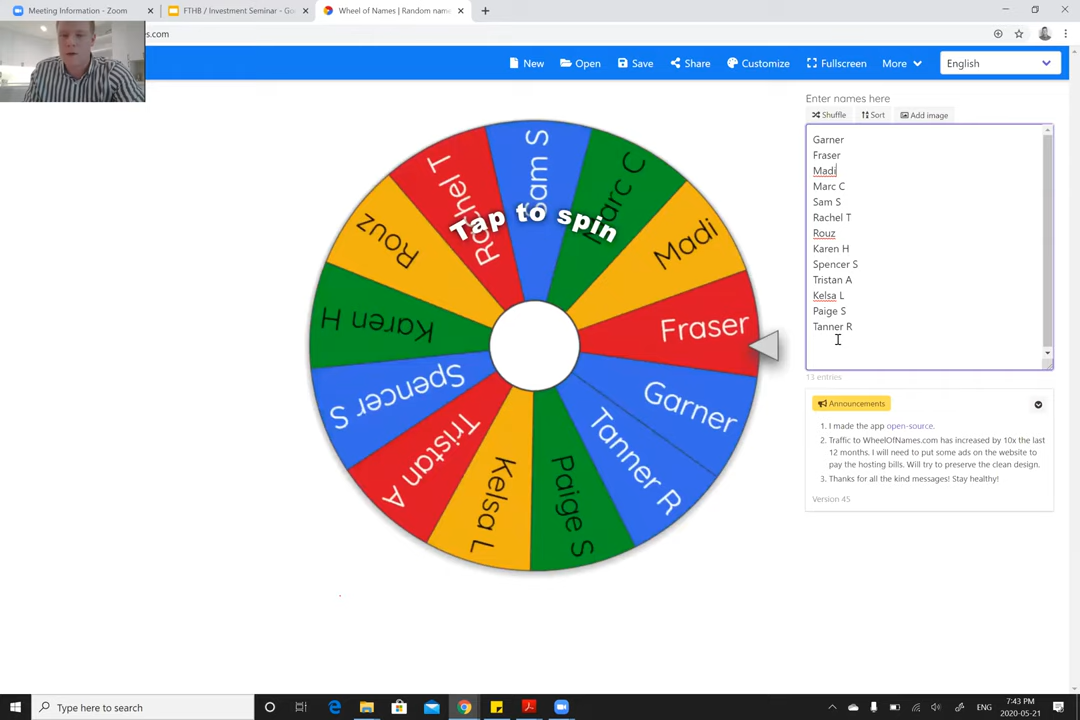 Meeting Information - Zoom
FTHB / Investment Seminar - Go
Wheel of Names | Random name
es.com
New
Open
Save
Share
Customize
Fullscreen
More
English
Enter names here
Shuffle
Sort
Add image
Garner
Fraser
Madi
Marc C
Sam S
Rachel T
Rouz
Karen H
Spencer S
Tristan A
Kelsa L
Paige S
Tanner R
13 entries
Tap to spin
Sam S
Marc C
Madi
Fraser
Garner
Tanner R
Paige S
Kelsa L
Tristan A
Spencer S
Karen H
Rouz
Rachel T
Announcements
1. I made the app open-source.
2. Traffic to WheelOfNames.com has increased by 10x the last
12 months. I will need to put some ads on the website to
pay the hosting bills. Will try to preserve the clean design.
3. Thanks for all the kind messages! Stay healthy!
Version 45
Type here to search
ENG
7:43 PM
2020-05-21